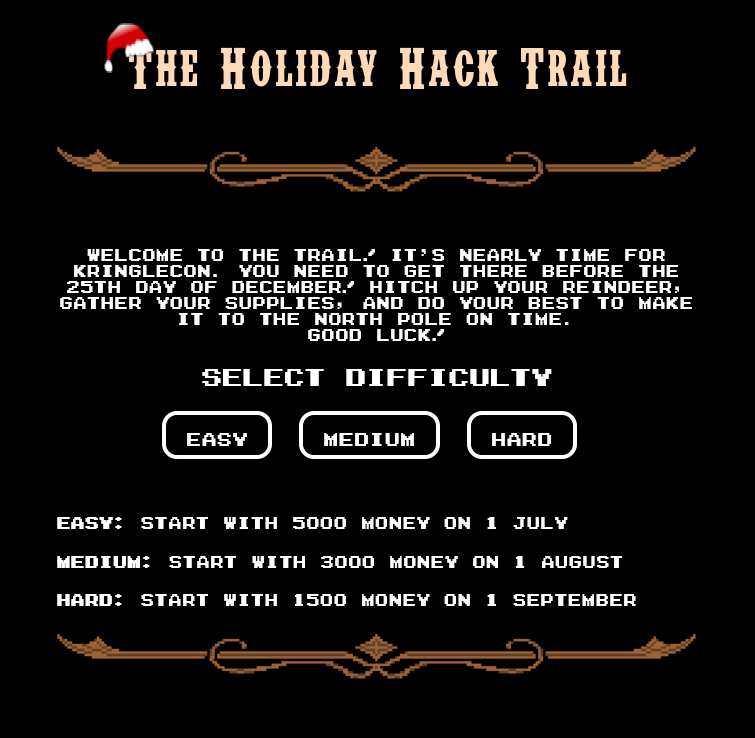 The Holiday Hack Trail
WELCOME TO THE TRAIL! IT'S NEARLY TIME FOR
KRINGLECON. YOU NEED TO GET THERE BEFORE THE
25TH DAY OF DECEMBER! HITCH UP YOUR REINDEER,
GATHER YOUR SUPPLIES, AND DO YOUR BEST TO MAKE
IT TO THE NORTH POLE ON TIME.
GOOD LUCK!
SELECT DIFFICULTY
EASY MEDIUM HARD
EASY: START WITH 5000 MONEY ON 1 JULY
MEDIUM: START WITH 3000 MONEY ON 1 AUGUST
HARD: START WITH 1500 MONEY ON 1 SEPTEMBER